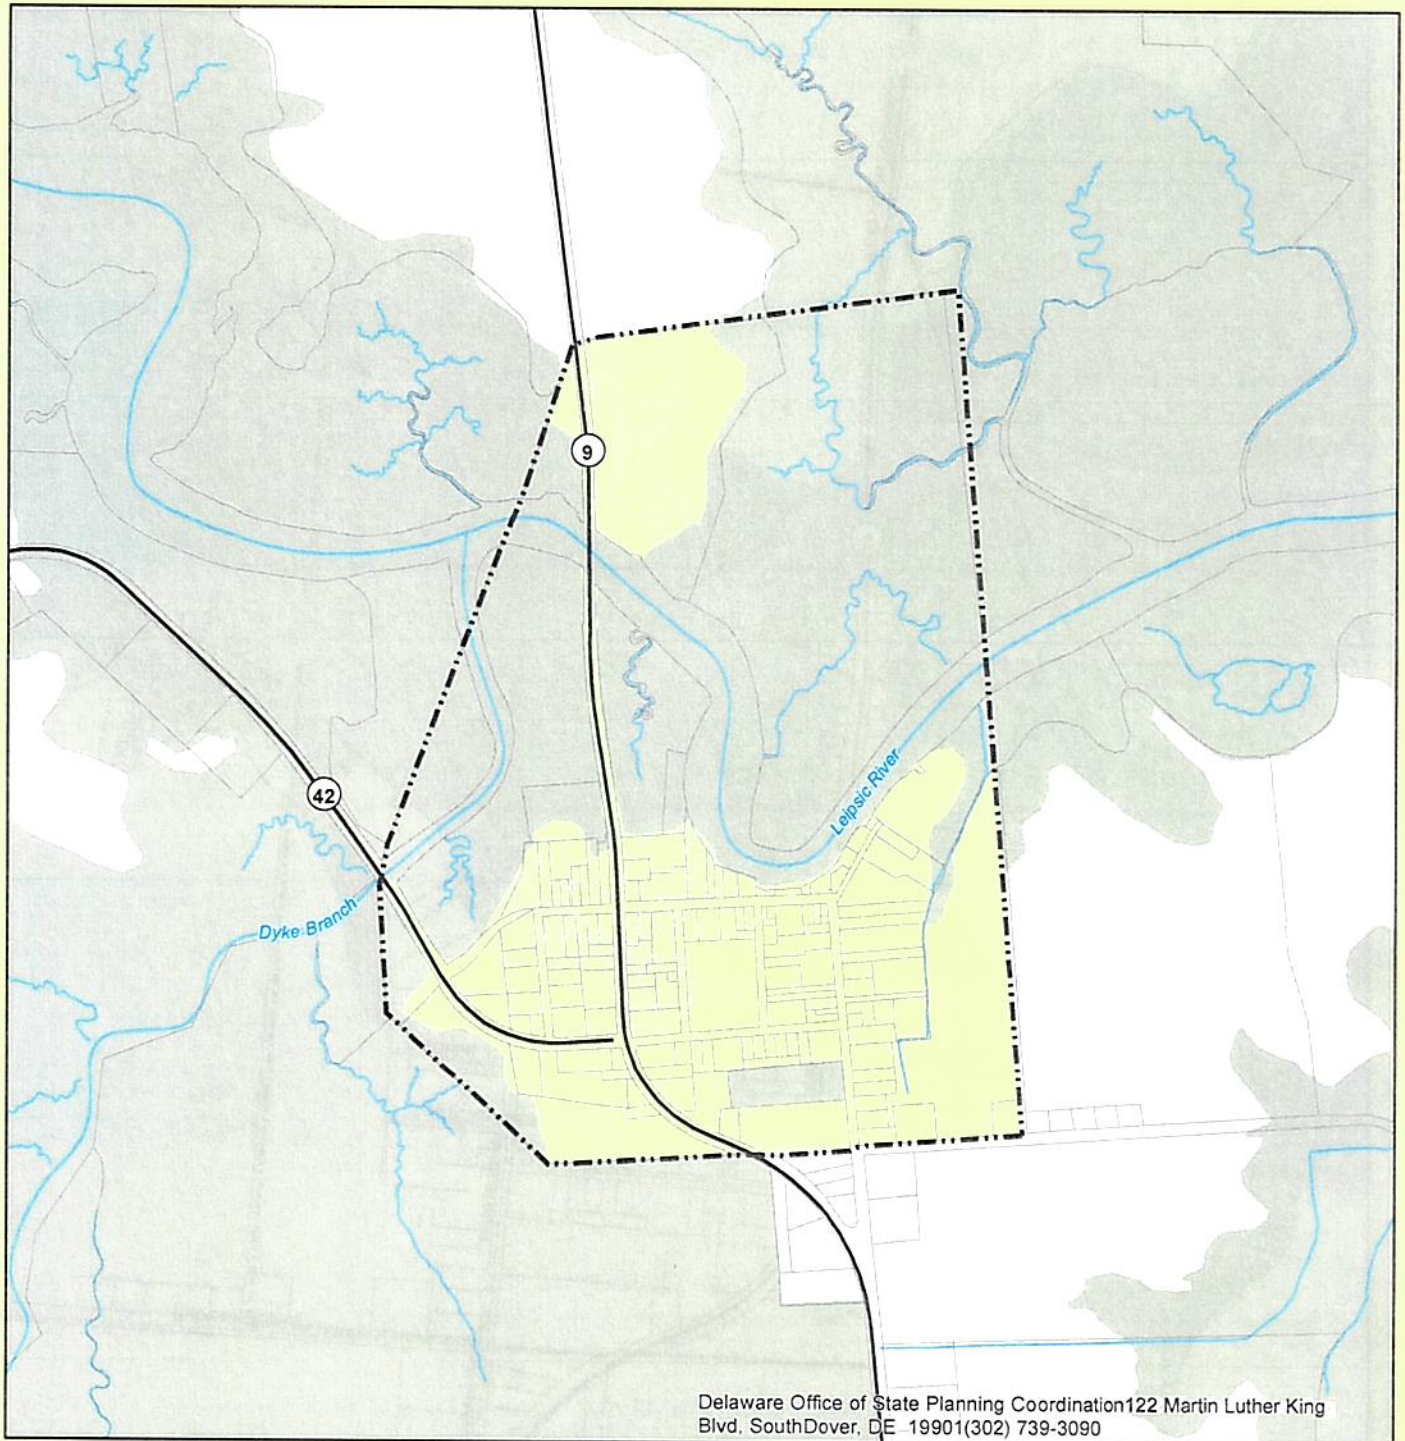 9
42
Leipsic River
Dyke Branch
Delaware Office of State Planning Coordination122 Martin Luther King
Blvd, SouthDover, DE 19901(302) 739-3090